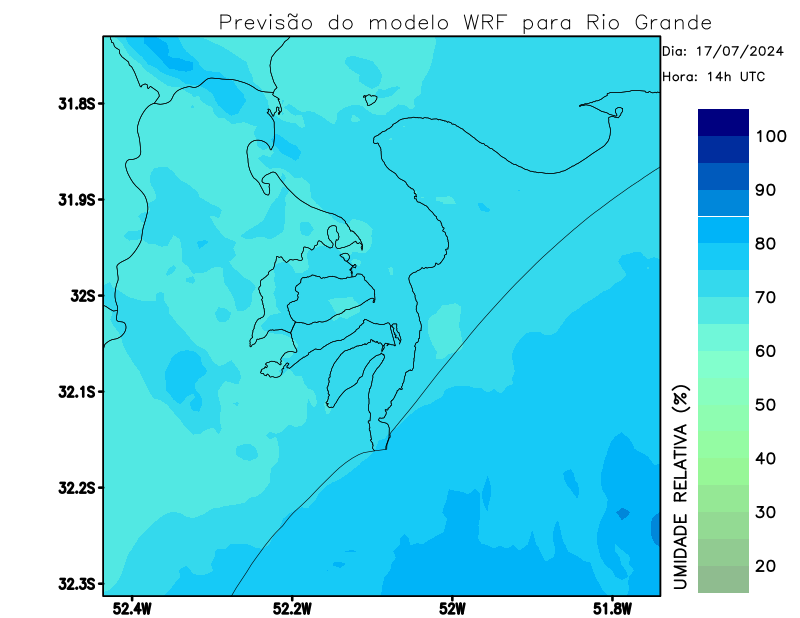 Previsão do modelo WRF para Rio Grande
Dia: 17/07/2024
Hora: 14h UTC
31.8S
31.9S
32S
32.1S
32.2S
32.3S
52.4W
52.2W
52W
51.8W
100
90
80
70
60
50
40
30
20
UMIDADE RELATIVA (%)